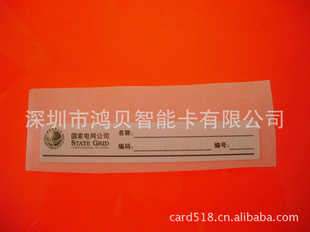 深圳市鸿贝智能卡有限公司
国家电网公司
STATE GRID
名称:
编码:
编号:
card518.cn.alibaba.com